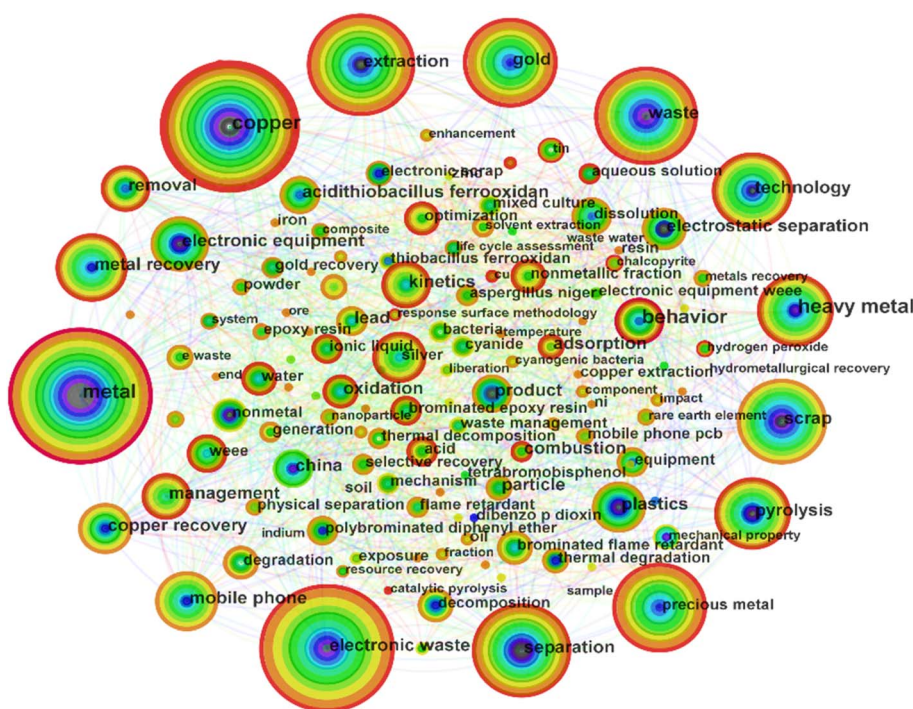 extraction
gold
copper
waste
enhancement
tin
electronic scrap
zinc
aqueous solution
removal
acidithiobacillus ferrooxidan
technology
mixed culture
optimization
dissolution
iron
composite
solvent extraction
electrostatic separation
electronic equipment
waste water
life cycle assessment
resin
metal recovery
gold recovery
thiobacillus ferrooxidan
chalcopyrite
kinetics
cu
nonmetallic fraction
metals recovery
powder
aspergillus niger
electronic equipment weee
heavy metal
ore
response surface methodology
behavior
system
lead
epoxy resin
bacteria
temperature
ionic liquid
cyanide
adsorption
hydrogen peroxide
e waste
silver
cyanogenic bacteria
liberation
copper extraction
hydrometallurgical recovery
end
water
metal
oxidation
product
component
impact
ni
nonmetal
nanoparticle
brominated epoxy resin
rare earth element
scrap
waste management
generation
thermal decomposition
mobile phone pcb
weee
acid
combustion
china
selective recovery
equipment
tetrabromobisphenol
soil
mechanism
particle
management
physical separation
flame retardant
plastics
pyrolysis
dibenzo p dioxin
copper recovery
indium
polybrominated diphenyl ether
oil
mechanical property
brominated flame retardant
degradation
exposure
fraction
thermal degradation
resource recovery
catalytic pyrolysis
sample
mobile phone
decomposition
precious metal
electronic waste
separation